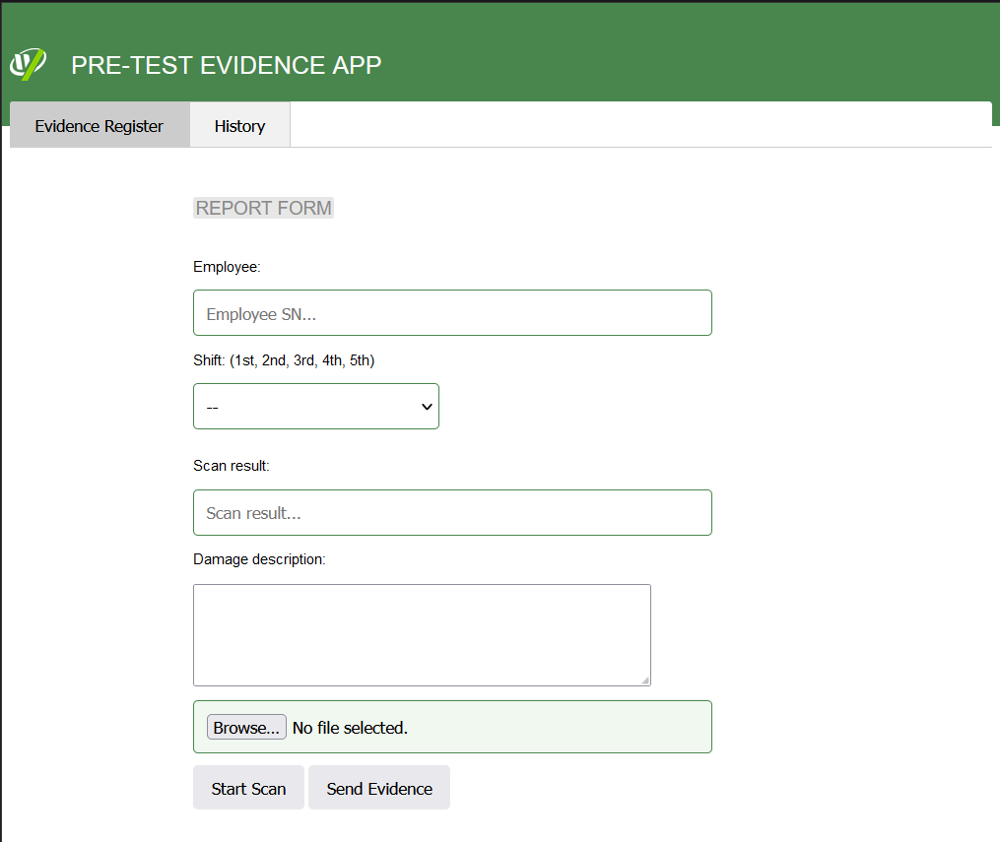 PRE-TEST EVIDENCE APP
Evidence Register History
REPORT FORM
Employee:
Employee SN...
Shift: (1st, 2nd, 3rd, 4th, 5th)
--
Scan result:
Scan result...
Damage description:
Browse... No file selected.
Start Scan Send Evidence